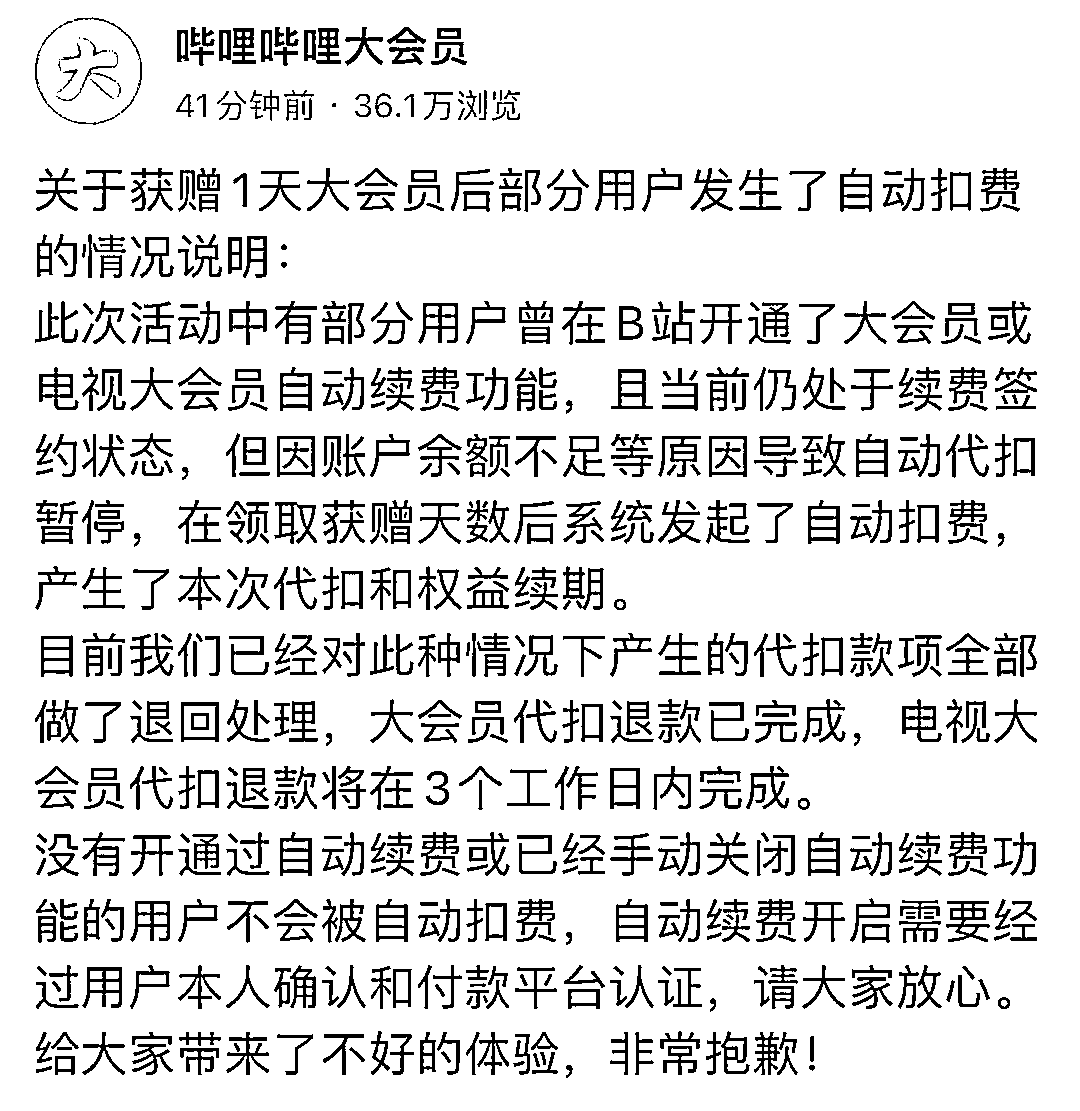 大
哔哩哔哩大会员
41分钟前 · 36.1万浏览
关于获赠1天大会员后部分用户发生了自动扣费
的情况说明：
此次活动中有部分用户曾在B站开通了大会员或
电视大会员自动续费功能，且当前仍处于续费签
约状态，但因账户余额不足等原因导致自动代扣
暂停，在领取获赠天数后系统发起了自动扣费，
产生了本次代扣和权益续期。
目前我们已经对此种情况下产生的代扣款项全部
做了退回处理，大会员代扣退款已完成，电视大
会员代扣退款将在3个工作日内完成。
没有开通过自动续费或已经手动关闭自动续费功
能的用户不会被自动扣费，自动续费开启需要经
过用户本人确认和付款平台认证，请大家放心。
给大家带来了不好的体验，非常抱歉！